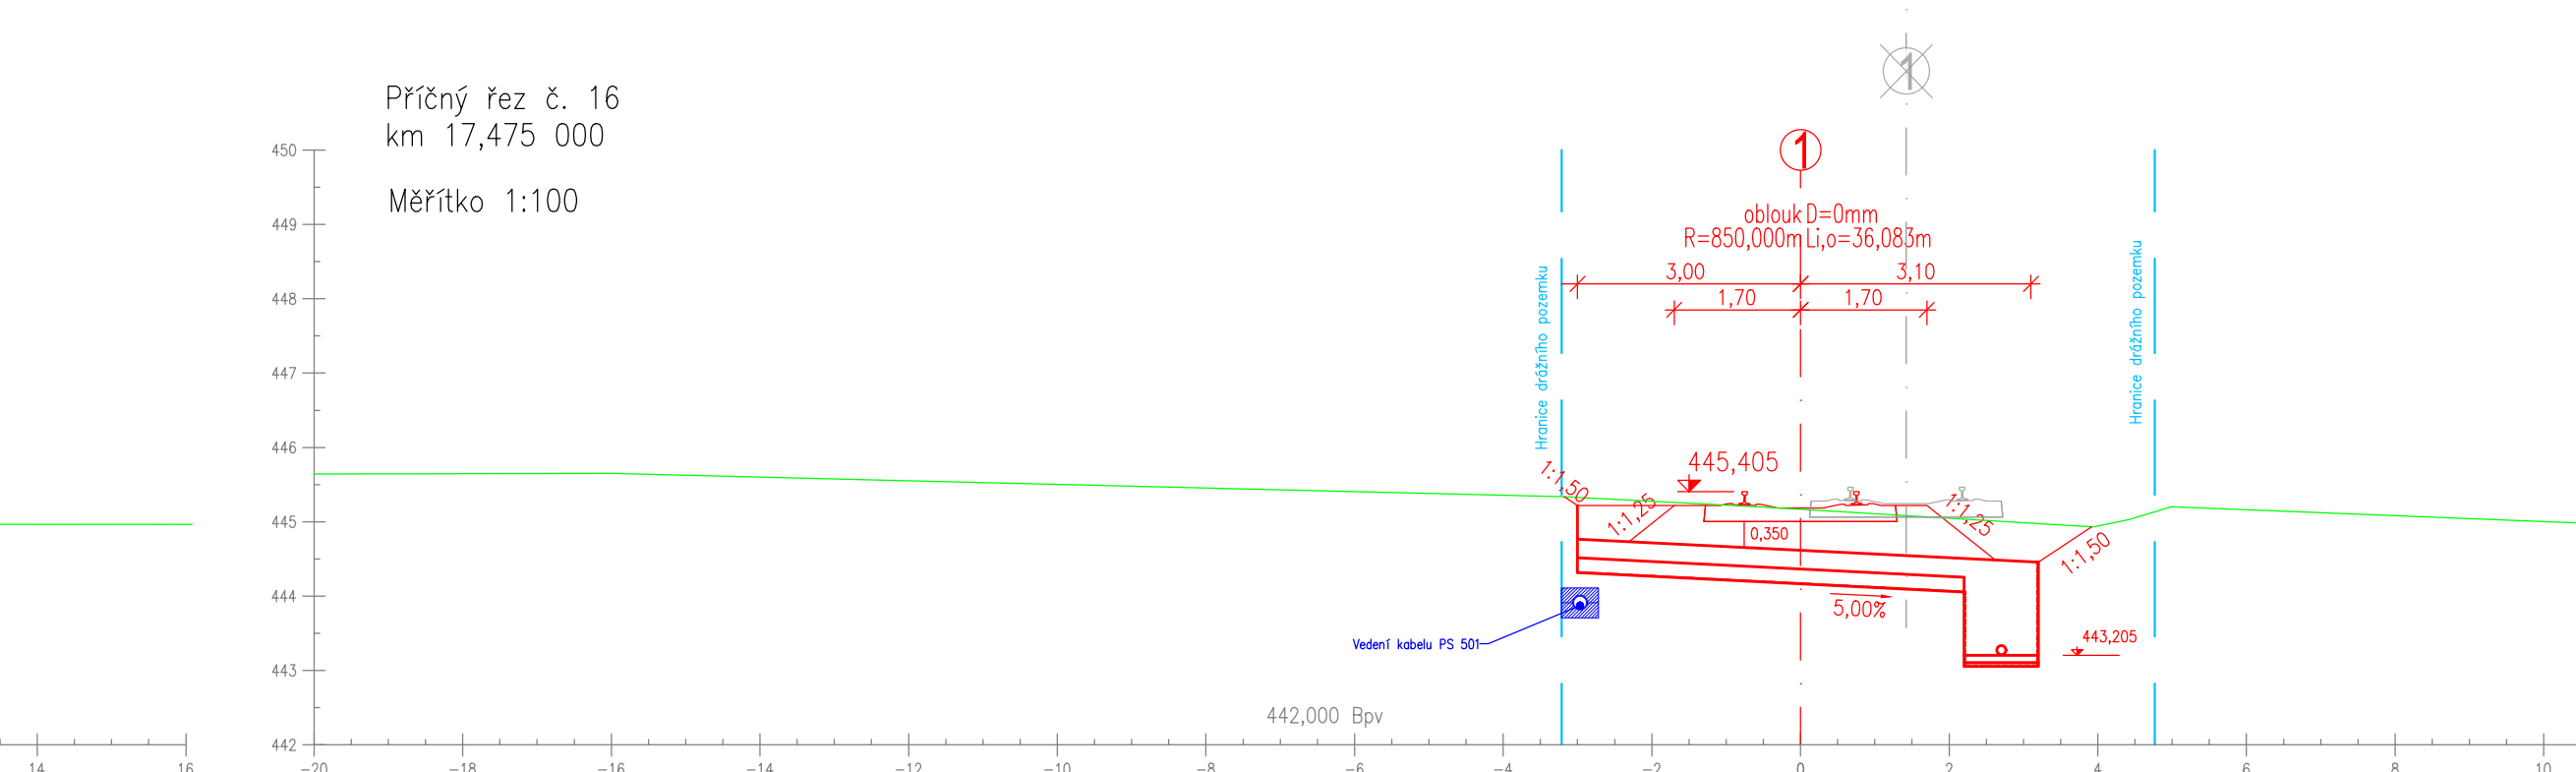 Příčný řez č. 16
km 17,475 000
Měřítko 1:100
1
1
oblouk D=0mm
R=850,000m Li,o=36,083m
3,00 3,10
1,70 1,70
Hranice drážního pozemku
Hranice drážního pozemku
450
449
448
447
446
445
444
443
442
445,405
1:1,50
1:1,25
0,350
1:1,25
1:1,50
5,00%
443,205
Vedení kabelu PS 501
442,000 Bpv
14 16 -20 -18 -16 -14 -12 -10 -8 -6 -4 -2 0 2 4 6 8 10